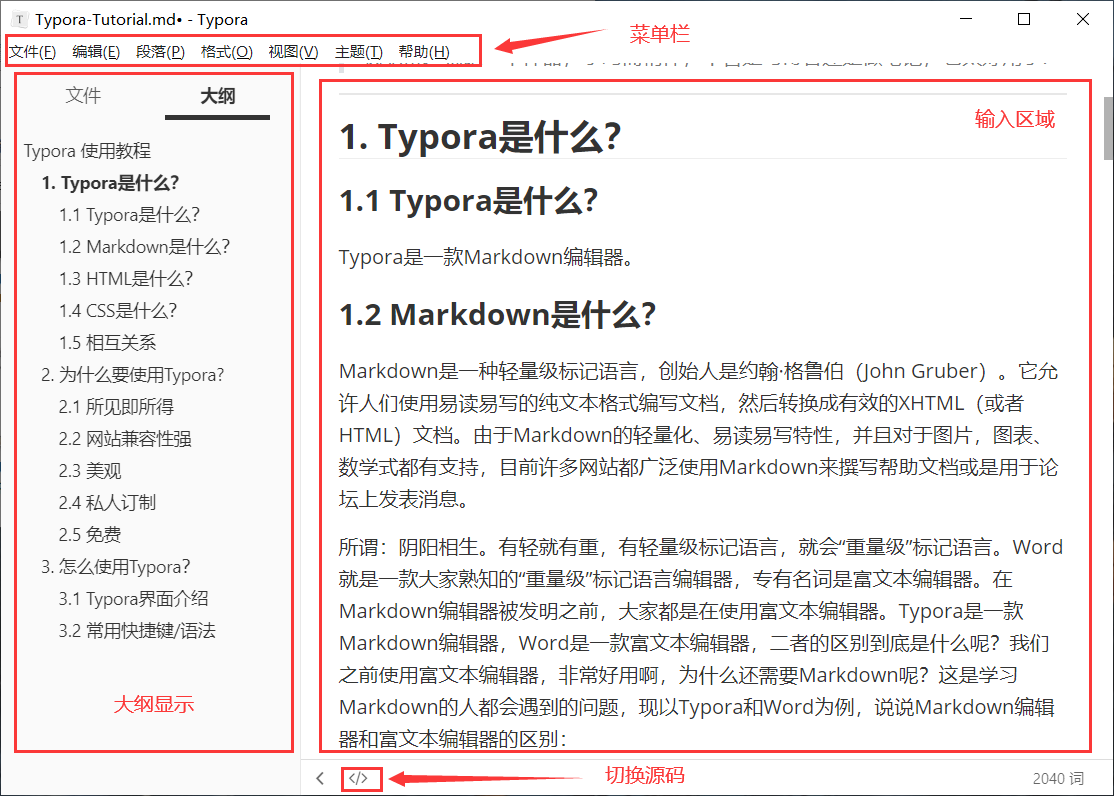 Typora-Tutorial.md• - Typora
文件(F) 编辑(E) 段落(P) 格式(O) 视图(V) 主题(T) 帮助(H)
菜单栏
文件 大纲
Typora 使用教程
1. Typora是什么？
1.1 Typora是什么？
1.2 Markdown是什么？
1.3 HTML是什么？
1.4 CSS是什么？
1.5 相互关系
2. 为什么要使用Typora?
2.1 所见即所得
2.2 网站兼容性强
2.3 美观
2.4 私人订制
2.5 免费
3. 怎么使用Typora？
3.1 Typora界面介绍
3.2 常用快捷键/语法
大纲显示
输入区域
1. Typora是什么？
1.1 Typora是什么？
Typora是一款Markdown编辑器。
1.2 Markdown是什么？
Markdown是一种轻量级标记语言，创始人是约翰·格鲁伯（John Gruber）。它允
许人们使用易读易写的纯文本格式编写文档，然后转换成有效的XHTML（或者
HTML）文档。由于Markdown的轻量化、易读易写特性，并且对于图片，图表、
数学式都有支持，目前许多网站都广泛使用Markdown来撰写帮助文档或是用于论
坛上发表消息。
所谓：阴阳相生。有轻就有重，有轻量级标记语言，就会“重量级”标记语言。Word
就是一款大家熟知的“重量级”标记语言编辑器，专有名词是富文本编辑器。在
Markdown编辑器被发明之前，大家都是在使用富文本编辑器。Typora是一款
Markdown编辑器，Word是一款富文本编辑器，二者的区别到底是什么呢？我们
之前使用富文本编辑器，非常好用啊，为什么还需要Markdown呢？这是学习
Markdown的人都会遇到的问题，现以Typora和Word为例，说说Markdown编辑
器和富文本编辑器的区别：
</> 切换源码
2040 词